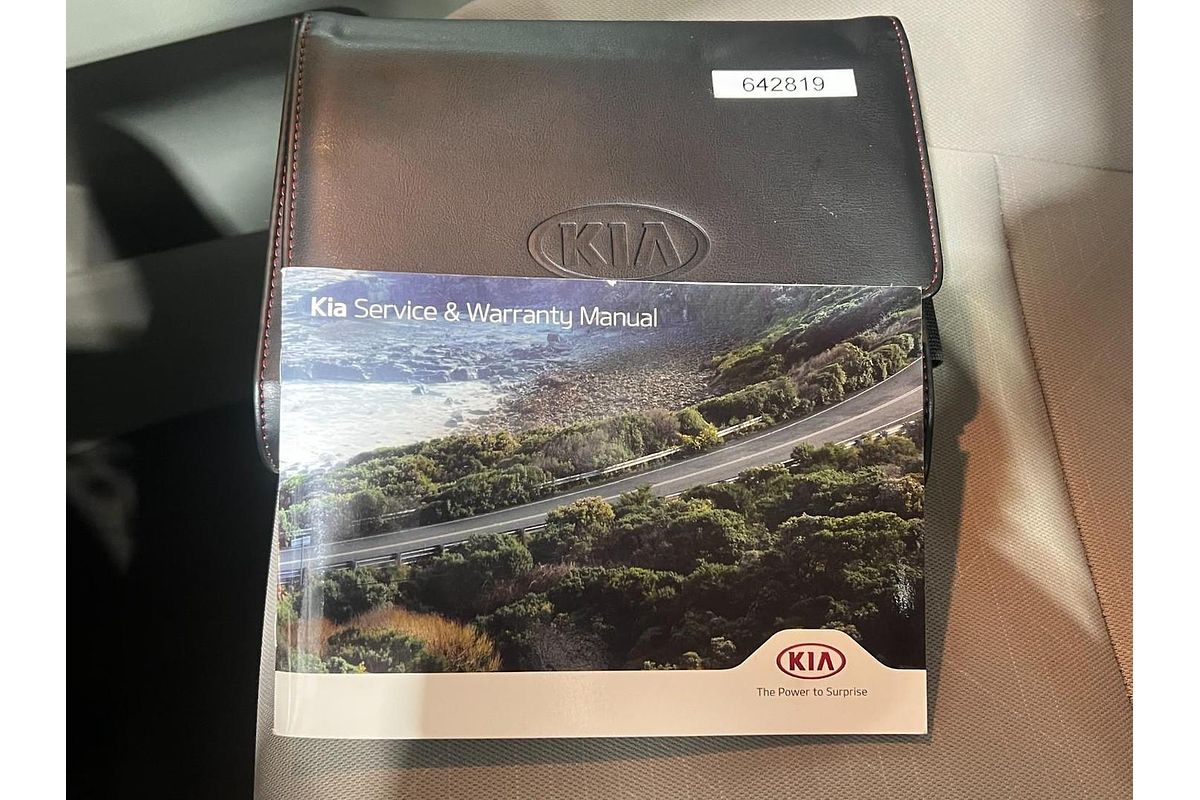 642819
KIA
Kia Service & Warranty Manual
KIA
The Power to Surprise